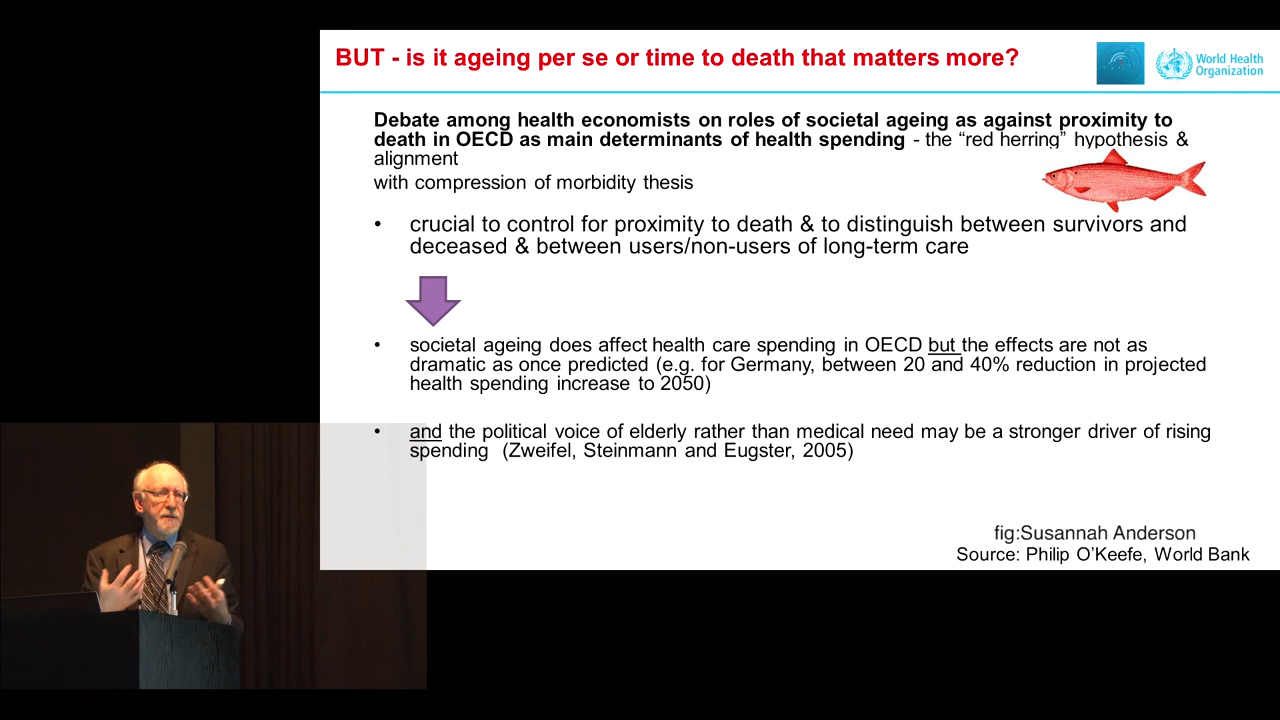 BUT - is it ageing per se or time to death that matters more?
World Health
Organization
Debate among health economists on roles of societal ageing as against proximity to
death in OECD as main determinants of health spending - the “red herring” hypothesis &
alignment
with compression of morbidity thesis
• crucial to control for proximity to death & to distinguish between survivors and
deceased & between users/non-users of long-term care
• societal ageing does affect health care spending in OECD but the effects are not as
dramatic as once predicted (e.g. for Germany, between 20 and 40% reduction in projected
health spending increase to 2050)
• and the political voice of elderly rather than medical need may be a stronger driver of rising
spending (Zweifel, Steinmann and Eugster, 2005)
fig:Susannah Anderson
Source: Philip O’Keefe, World Bank